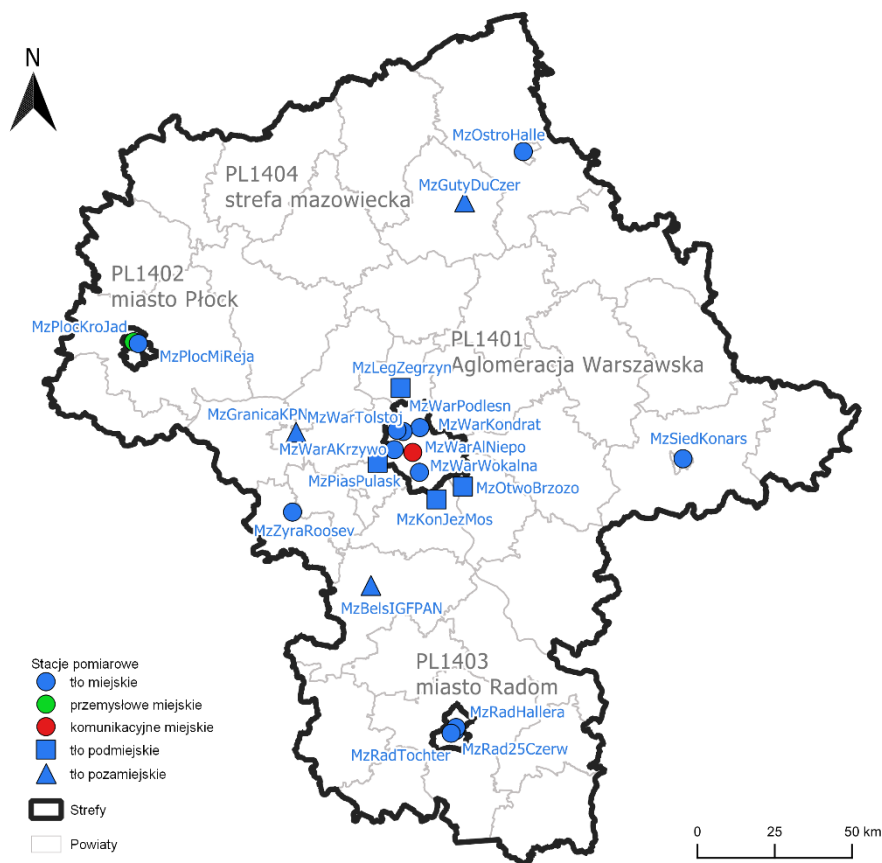 N
MzOstroHalle
PL1404
strefa mazowiecka
MzGutyDuCzer
PL1402
miasto Płock
MzPlocKroJad
MzPlocMiReja
PL1401
Aglomeracja Warszawska
MzLegZegrzyn
MzGranicaKPN
MzWarTolstoj
MzWarPodlesn
MzWarKondrat
MzWarAKrzywo
MzWarAlNiepo
MzSiedKonars
MzWarWokalna
MzPiasPulask
MzOtwoBrzozo
MzKonJezMos
MzZyraRoosev
MzBelsIGFPAN
PL1403
miasto Radom
MzRadHallera
MzRadTochter
MzRad25Czerw
Stacje pomiarowe
tło miejskie
przemysłowe miejskie
komunikacyjne miejskie
tło podmiejskie
tło pozamiejskie
Strefy
Powiaty
0 25 50 km